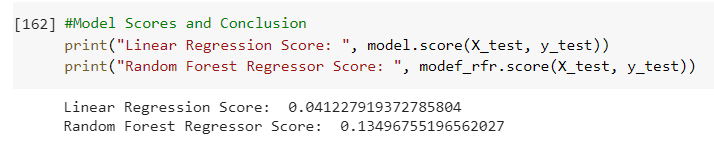 [162] #Model Scores and Conclusion
print("Linear Regression Score: ", model.score(X_test, y_test))
print("Random Forest Regressor Score: ", modef_rfr.score(X_test, y_test))
Linear Regression Score:  0.041227919372785804
Random Forest Regressor Score:  0.13496755196562027